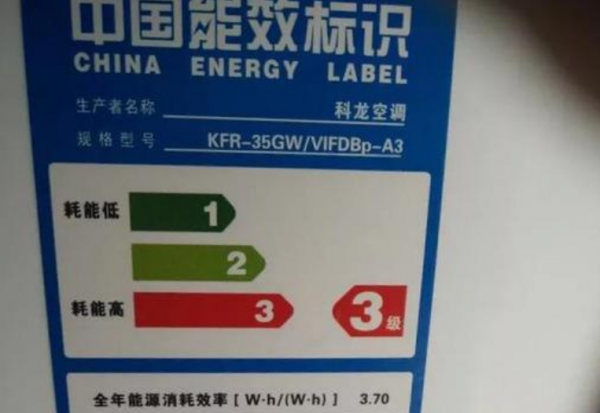 中国能效标识
CHINA ENERGY LABEL
生产者名称 科龙空调
规格型号 KFR-35GW/VIFDBp-A3
耗能低 1
2
耗能高 3 3级
全年能源消耗效率[W·h/(W·h)] 3.70